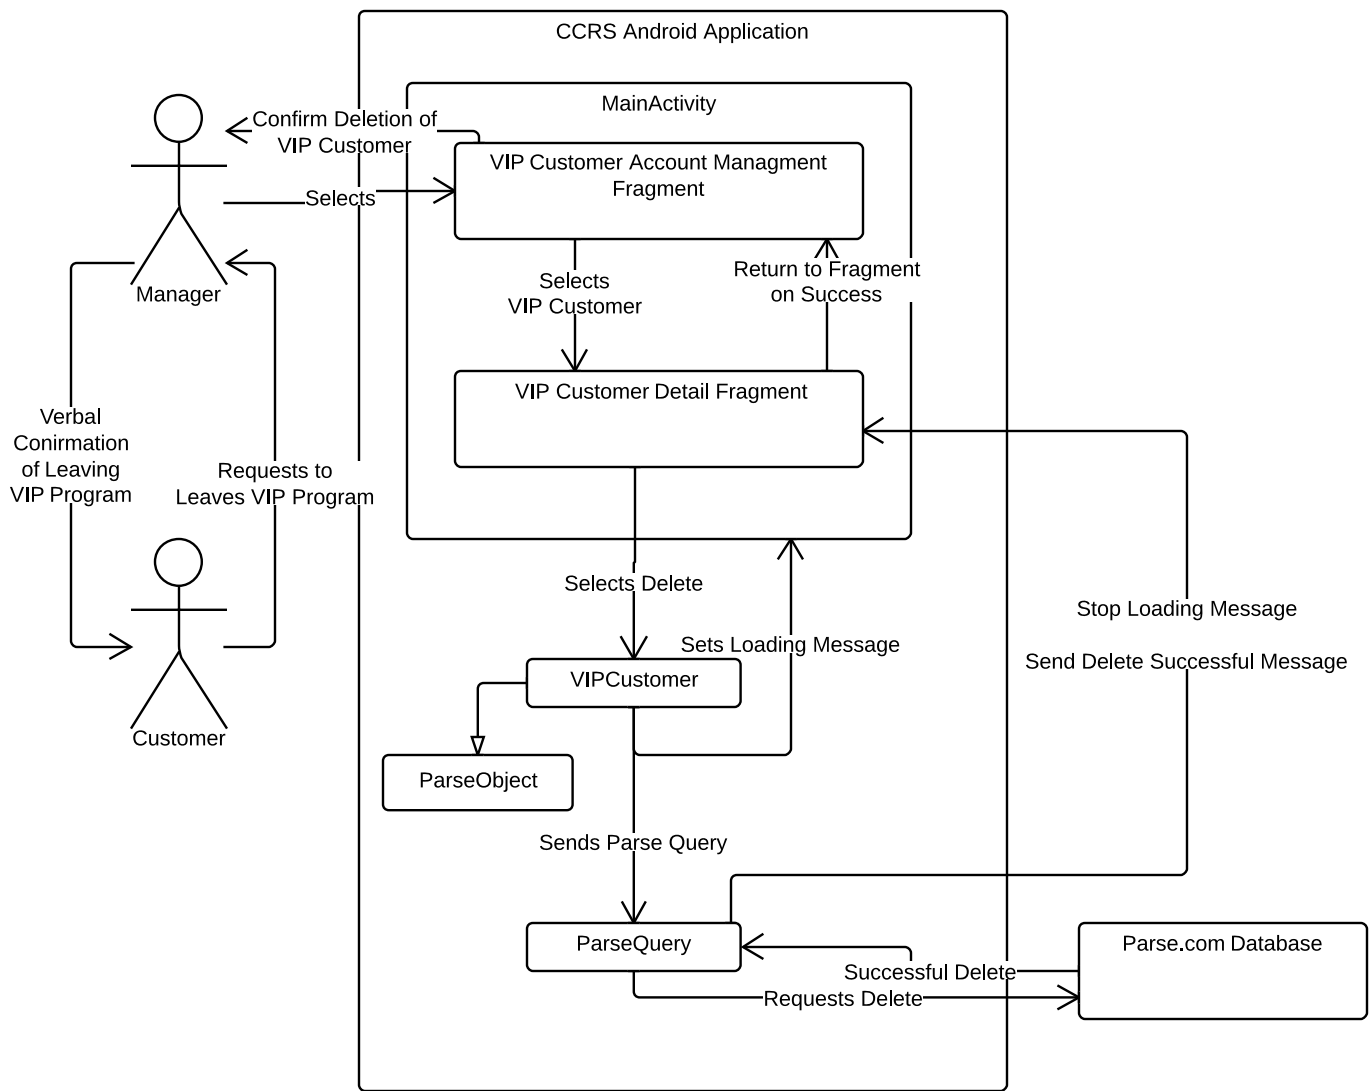 CCRS Android Application
MainActivity
Confirm Deletion of
VIP Customer
VIP Customer Account Managment
Fragment
Selects
Manager
Selects
VIP Customer
Return to Fragment
on Success
VIP Customer Detail Fragment
Verbal
Conirmation
of Leaving
VIP Program
Requests to
Leaves VIP Program
Selects Delete
Stop Loading Message
Sets Loading Message
Send Delete Successful Message
VIPCustomer
Customer
ParseObject
Sends Parse Query
ParseQuery
Parse.com Database
Successful Delete
Requests Delete